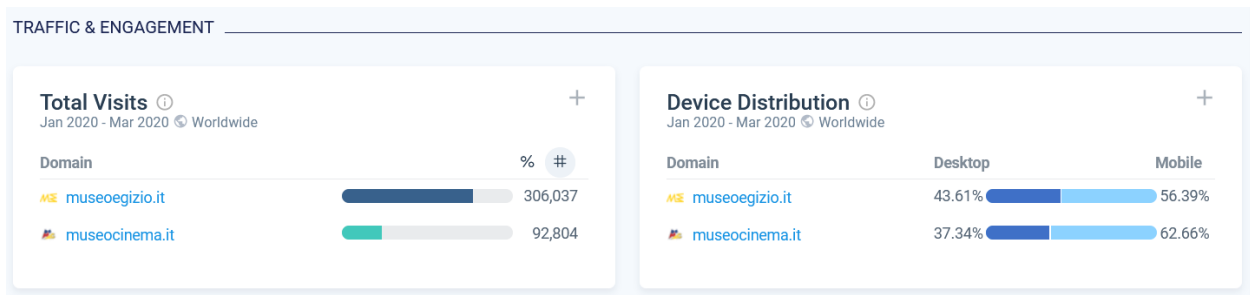 TRAFFIC & ENGAGEMENT
Total Visits
Jan 2020 - Mar 2020 Worldwide
Domain % #
museoegizio.it 306,037
museocinema.it 92,804
Device Distribution
Jan 2020 - Mar 2020 Worldwide
Domain Desktop Mobile
museoegizio.it 43.61% 56.39%
museocinema.it 37.34% 62.66%